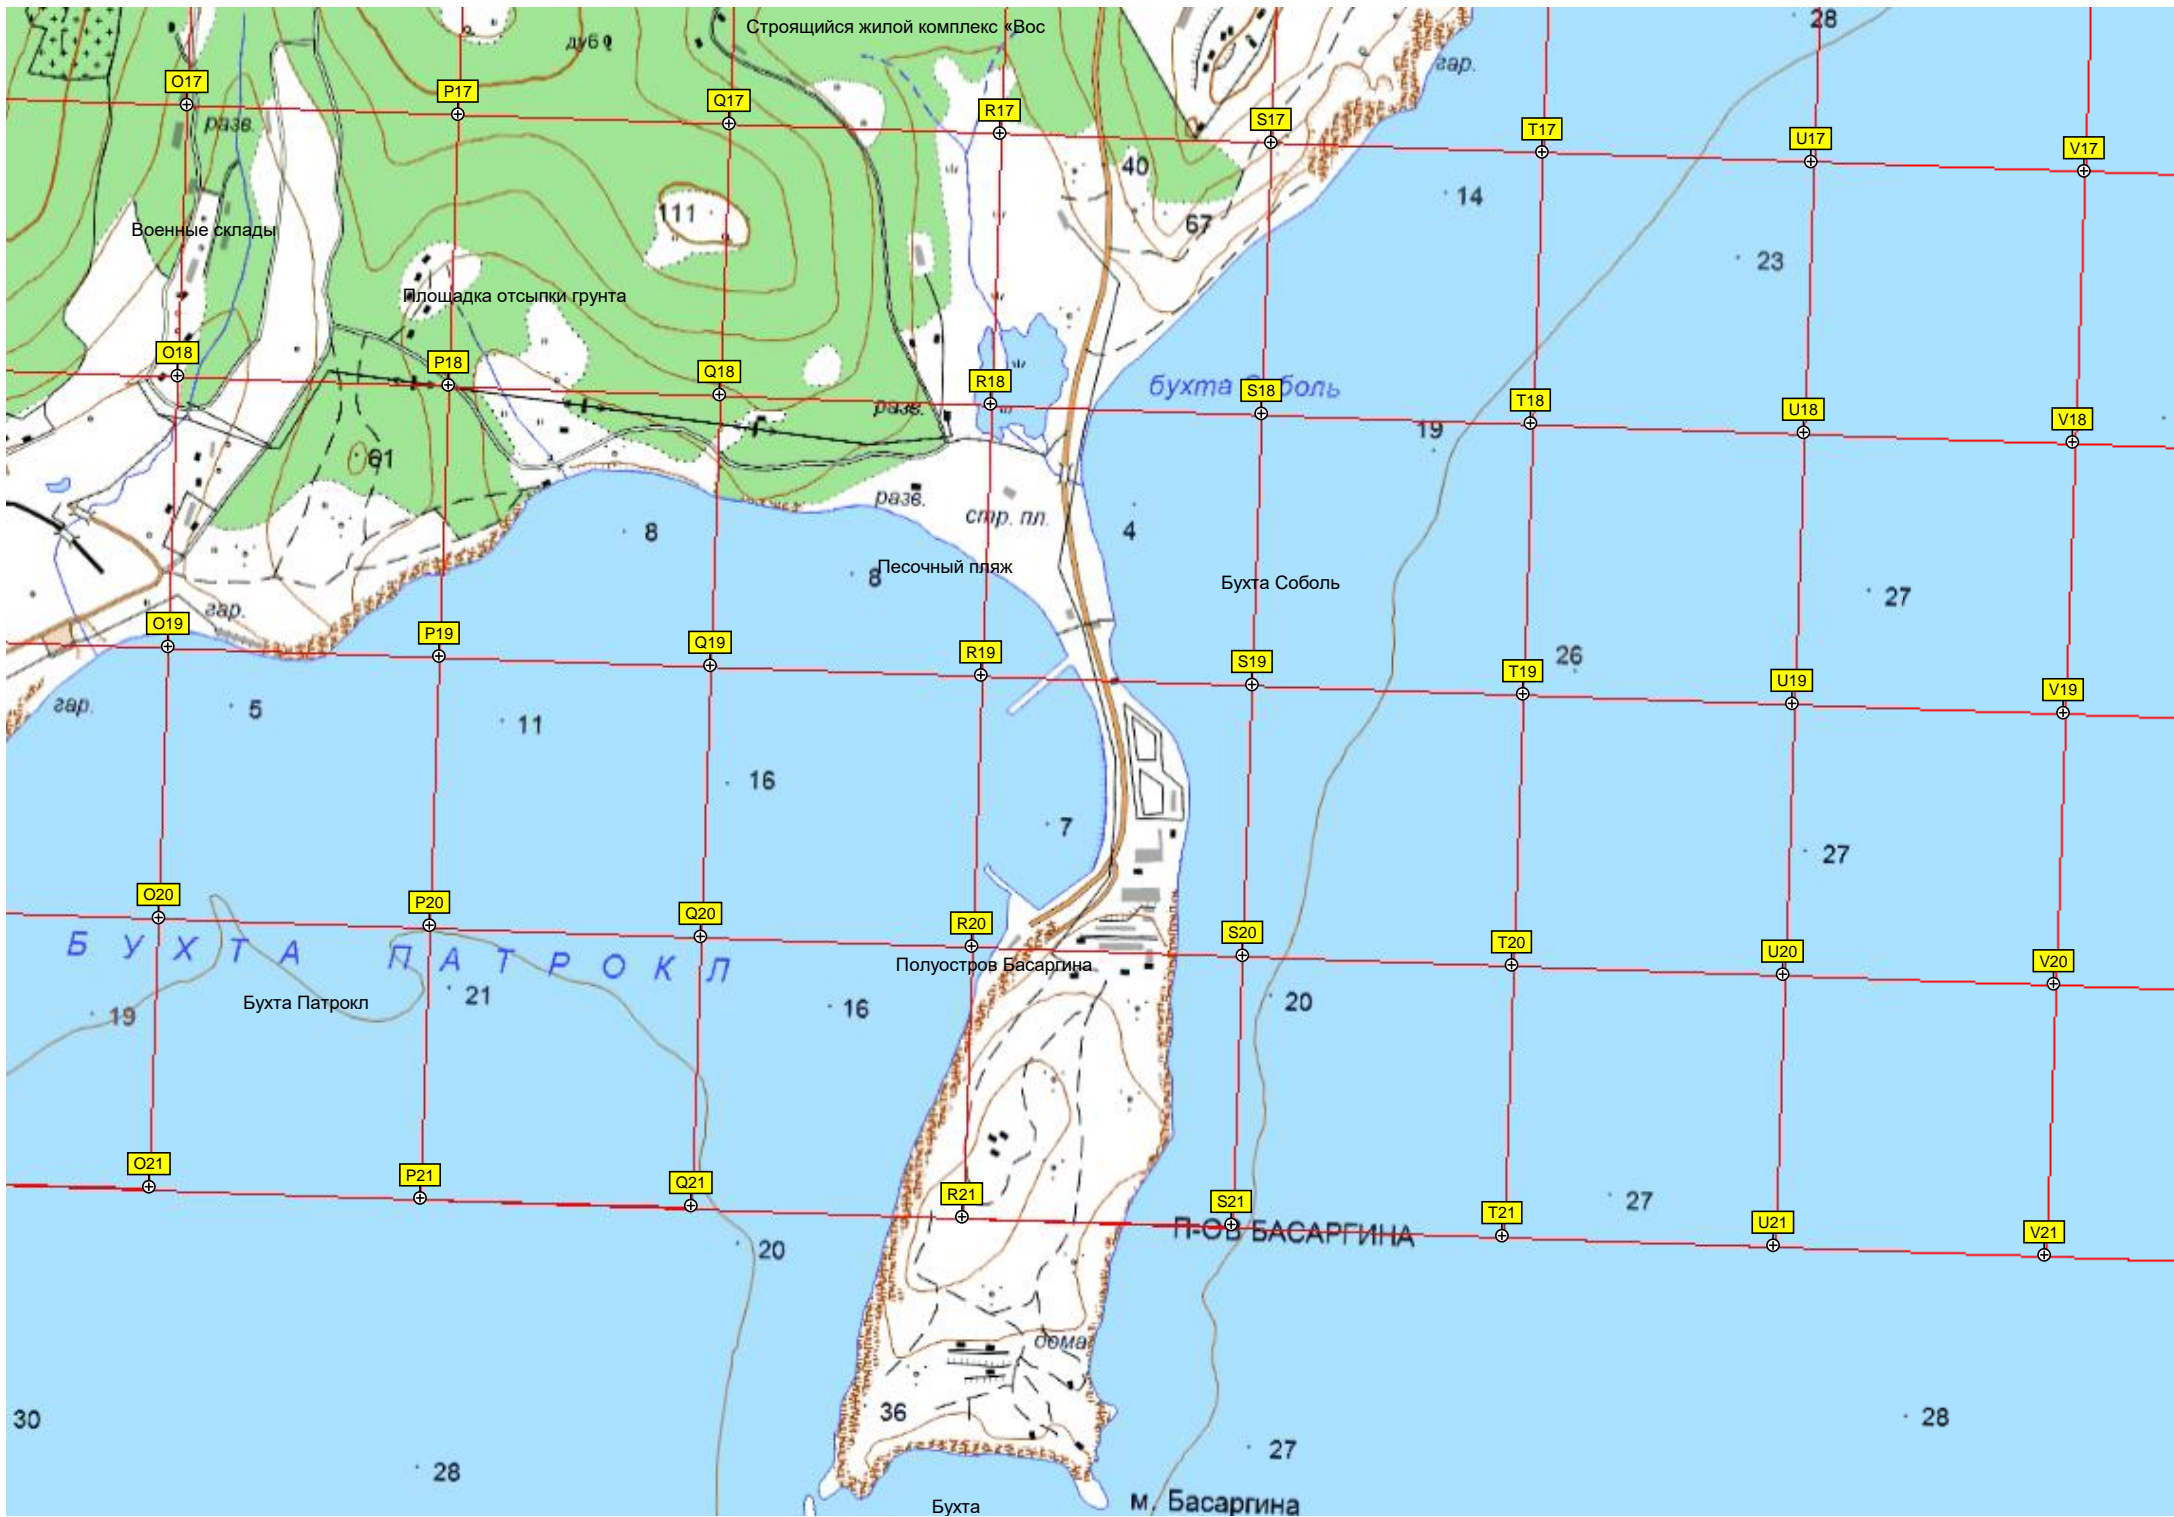 Строящийся жилой комплекс «Вос
28
дуб
гар.
О17
P17
Q17
R17
S17
T17
U17
V17
разв.
40
14
111
67
Военные склады
23
Площадка отсыпки грунта
O18
P18
Q18
R18
S18
T18
U18
V18
бухта Соболь
разв.
19
61
разв.
стр. пл.
8
4
8
Песочный пляж
Бухта Соболь
27
гар.
O19
P19
Q19
R19
S19
T19
U19
V19
26
гар.
5
11
16
7
27
O20
P20
Q20
R20
S20
T20
U20
V20
БУХТА ПАТРОКЛ
Полуостров Басаргина
Бухта Патрокл
21
16
20
19
O21
P21
Q21
R21
S21
T21
U21
V21
27
П-ОВ БАСАРГИНА
20
дома
36
30
28
28
27
м. Басаргина
Бухта